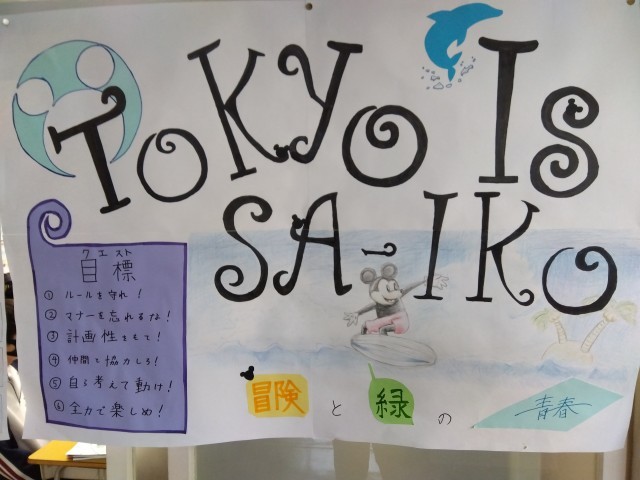 TOKYO IS
SA-IKO
クエスト
目標
① ルールを守れ!
② マナーを忘れるな!
③ 計画性をもて!
④ 仲間と協力しろ!
⑤ 自ら考えて動け!
⑥ 全力で楽しめ!
冒険と緑の青春